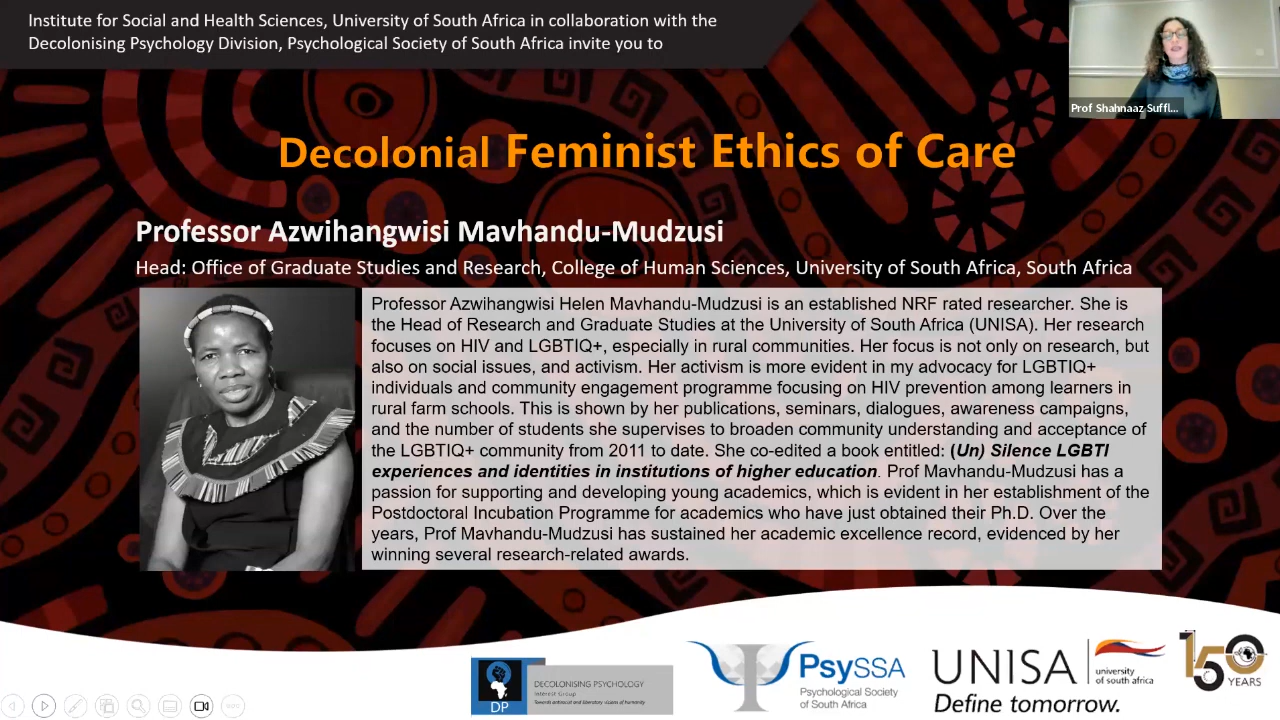 Institute for Social and Health Sciences, University of South Africa in collaboration with the
Decolonising Psychology Division, Psychological Society of South Africa invite you to
Prof Shahnaaz Suffl...
Decolonial Feminist Ethics of Care
Professor Azwihangwisi Mavhandu-Mudzusi
Head: Office of Graduate Studies and Research, College of Human Sciences, University of South Africa, South Africa
Professor Azwihangwisi Helen Mavhandu-Mudzusi is an established NRF rated researcher. She is
the Head of Research and Graduate Studies at the University of South Africa (UNISA). Her research
focuses on HIV and LGBTIQ+, especially in rural communities. Her focus is not only on research, but
also on social issues, and activism. Her activism is more evident in my advocacy for LGBTIQ+
individuals and community engagement programme focusing on HIV prevention among learners in
rural farm schools. This is shown by her publications, seminars, dialogues, awareness campaigns,
and the number of students she supervises to broaden community understanding and acceptance of
the LGBTIQ+ community from 2011 to date. She co-edited a book entitled: (Un) Silence LGBTI
experiences and identities in institutions of higher education. Prof Mavhandu-Mudzusi has a
passion for supporting and developing young academics, which is evident in her establishment of the
Postdoctoral Incubation Programme for academics who have just obtained their Ph.D. Over the
years, Prof Mavhandu-Mudzusi has sustained her academic excellence record, evidenced by her
winning several research-related awards.
DP
DECOLONISING PSYCHOLOGY
Interest Group
Towards antiracist and liberatory visions of humanity
PsySSA
Psychological Society
of South Africa
UNISA
university
of south africa
Define tomorrow.
150
YEARS